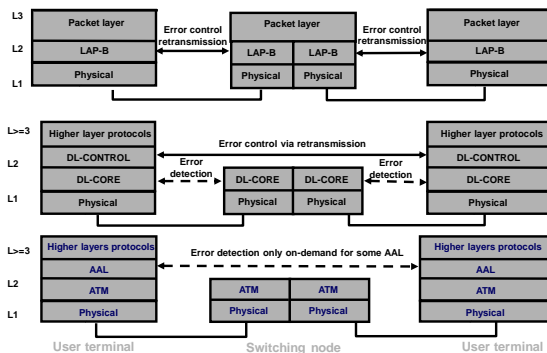 L3 Packet layer Error control retransmission Packet layer Error control retransmission Packet layer
L2 LAP-B LAP-B LAP-B LAP-B
L1 Physical Physical Physical Physical
L>=3 Higher layer protocols Error control via retransmission Higher layer protocols
L2 DL-CONTROL Error detection Error detection DL-CONTROL
DL-CORE DL-CORE DL-CORE DL-CORE
L1 Physical Physical Physical Physical
L>=3 Higher layers protocols Error detection only on-demand for some AAL Higher layers protocols
AAL AAL
L2 ATM ATM ATM ATM
L1 Physical Physical Physical Physical
User terminal Switching node User terminal